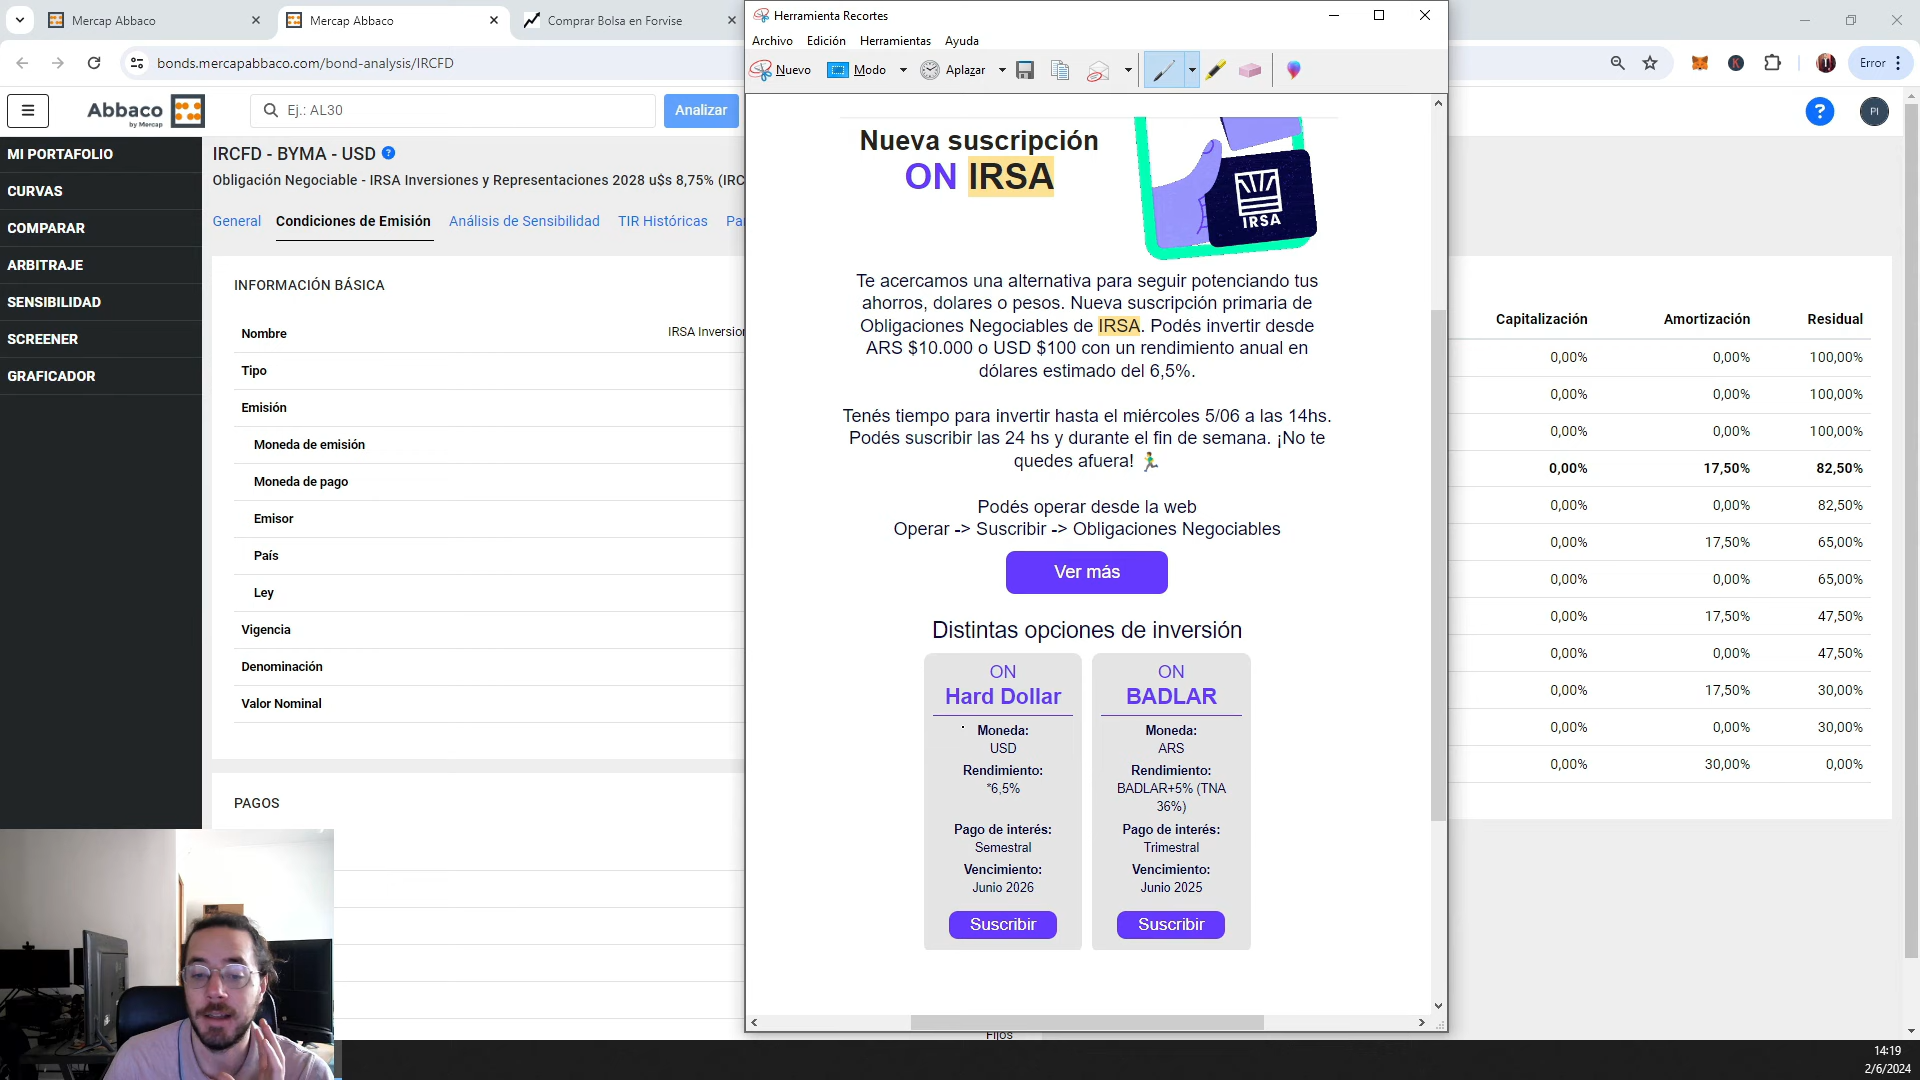 Mercap Abbaco
Mercap Abbaco
Comprar Bolsa en Forvise
bonds.mercapabbaco.com/bond-analysis/IRCFD
Error
Abbaco
by Mercap
Ej.: AL30
Analizar
?
PI
MI PORTAFOLIO
CURVAS
COMPARAR
ARBITRAJE
SENSIBILIDAD
SCREENER
GRAFICADOR
IRCFD - BYMA - USD ?
Obligación Negociable - IRSA Inversiones y Representaciones 2028 u$s 8,75% (IRC
General
Condiciones de Emisión
Análisis de Sensibilidad
TIR Históricas
INFORMACIÓN BÁSICA
Nombre
IRSA
Tipo
Emisión
Moneda de emisión
Moneda de pago
Emisor
País
Ley
Vigencia
Denominación
Valor Nominal
PAGOS
Herramienta Recortes
Archivo Edición Herramientas Ayuda
Nuevo Modo Aplazar
Nueva suscripción
ON IRSA
IRSA
Te acercamos una alternativa para seguir potenciando tus
ahorros, dolares o pesos. Nueva suscripción primaria de
Obligaciones Negociables de IRSA. Podés invertir desde
ARS $10.000 o USD $100 con un rendimiento anual en
dólares estimado del 6,5%.
Tenés tiempo para invertir hasta el miércoles 5/06 a las 14hs.
Podés suscribir las 24 hs y durante el fin de semana. ¡No te
quedes afuera!
Podés operar desde la web
Operar -> Suscribir -> Obligaciones Negociables
Ver más
Distintas opciones de inversión
ON
Hard Dollar
Moneda:
USD
Rendimiento:
*6,5%
Pago de interés:
Semestral
Vencimiento:
Junio 2026
Suscribir
ON
BADLAR
Moneda:
ARS
Rendimiento:
BADLAR+5% (TNA
36%)
Pago de interés:
Trimestral
Vencimiento:
Junio 2025
Suscribir
Capitalización Amortización Residual
0,00% 0,00% 100,00%
0,00% 0,00% 100,00%
0,00% 0,00% 100,00%
0,00% 17,50% 82,50%
0,00% 0,00% 82,50%
0,00% 17,50% 65,00%
0,00% 0,00% 65,00%
0,00% 17,50% 47,50%
0,00% 0,00% 47,50%
0,00% 17,50% 30,00%
0,00% 0,00% 30,00%
0,00% 30,00% 0,00%
Fijos
14:19
2/6/2024